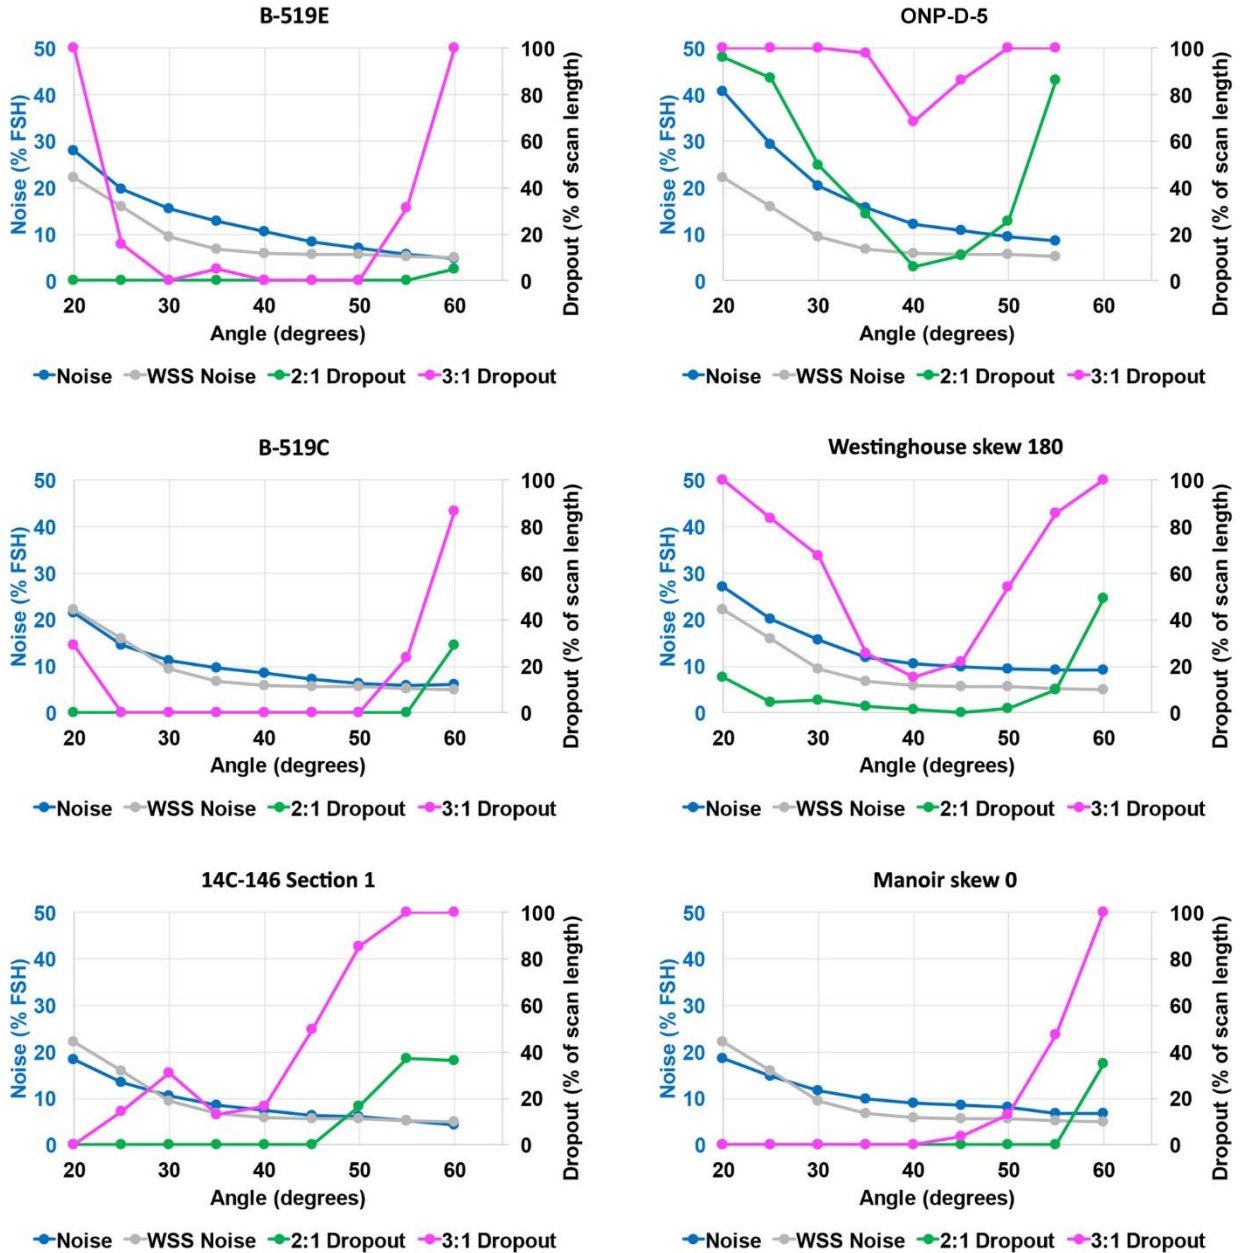 B-519E
50
40
30
20
10
0
Noise (% FSH)
100
80
60
40
20
0
Dropout (% of scan length)
20 30 40 50 60
Angle (degrees)
Noise WSS Noise 2:1 Dropout 3:1 Dropout
ONP-D-5
50
40
30
20
10
0
Noise (% FSH)
100
80
60
40
20
0
Dropout (% of scan length)
20 30 40 50 60
Angle (degrees)
Noise WSS Noise 2:1 Dropout 3:1 Dropout
B-519C
50
40
30
20
10
0
Noise (% FSH)
100
80
60
40
20
0
Dropout (% of scan length)
20 30 40 50 60
Angle (degrees)
Noise WSS Noise 2:1 Dropout 3:1 Dropout
Westinghouse skew 180
50
40
30
20
10
0
Noise (% FSH)
100
80
60
40
20
0
Dropout (% of scan length)
20 30 40 50 60
Angle (degrees)
Noise WSS Noise 2:1 Dropout 3:1 Dropout
14C-146 Section 1
50
40
30
20
10
0
Noise (% FSH)
100
80
60
40
20
0
Dropout (% of scan length)
20 30 40 50 60
Angle (degrees)
Noise WSS Noise 2:1 Dropout 3:1 Dropout
Manoir skew 0
50
40
30
20
10
0
Noise (% FSH)
100
80
60
40
20
0
Dropout (% of scan length)
20 30 40 50 60
Angle (degrees)
Noise WSS Noise 2:1 Dropout 3:1 Dropout